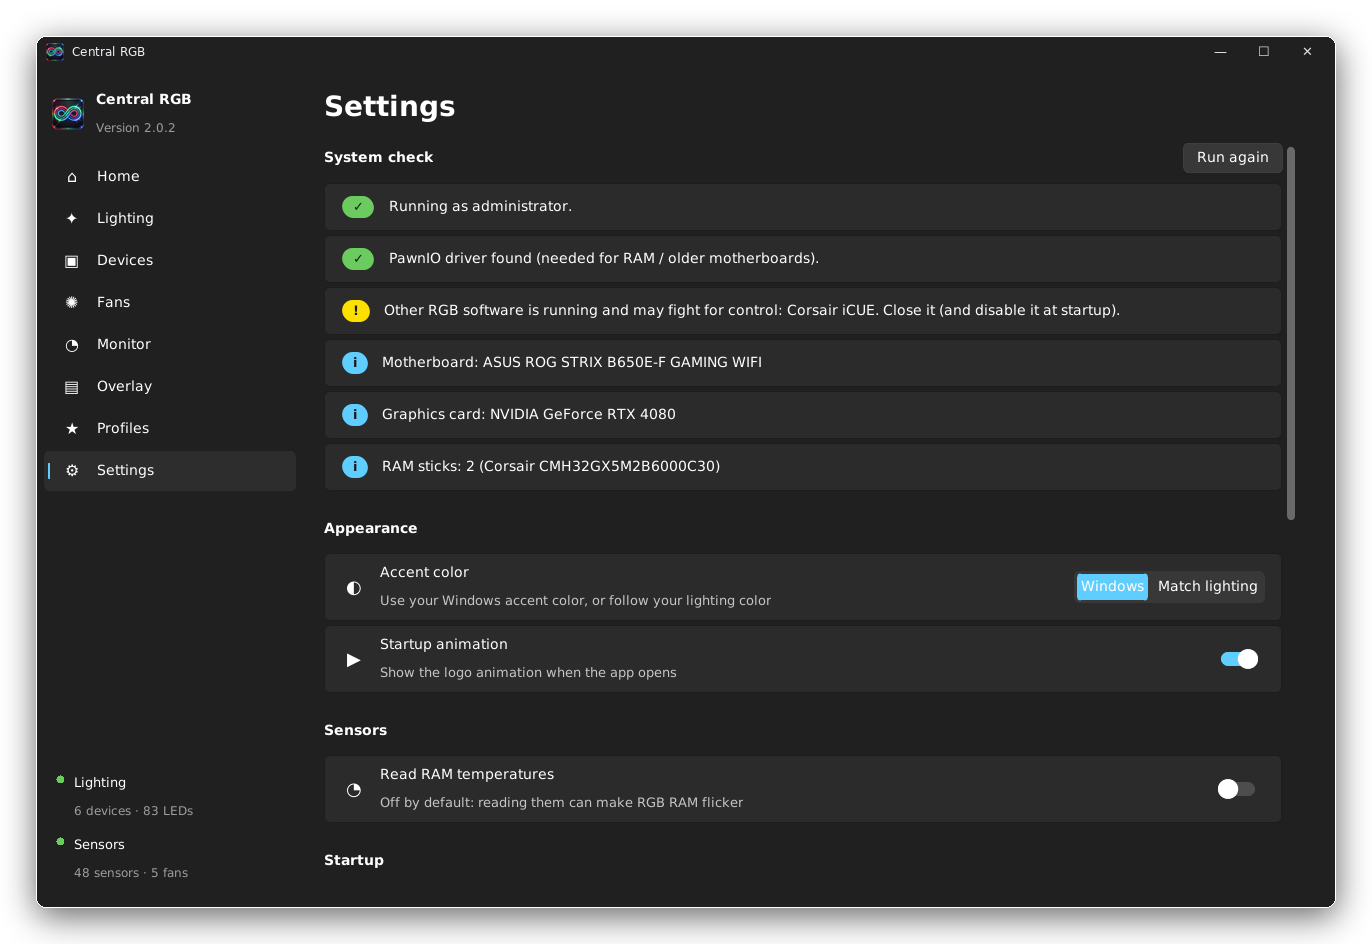 Central RGB
Central RGB
Version 2.0.2
Home
Lighting
Devices
Fans
Monitor
Overlay
Profiles
Settings
Lighting
6 devices · 83 LEDs
Sensors
48 sensors · 5 fans
Settings
System check
Run again
✓ Running as administrator.
✓ PawnIO driver found (needed for RAM / older motherboards).
! Other RGB software is running and may fight for control: Corsair iCUE. Close it (and disable it at startup).
i Motherboard: ASUS ROG STRIX B650E-F GAMING WIFI
i Graphics card: NVIDIA GeForce RTX 4080
i RAM sticks: 2 (Corsair CMH32GX5M2B6000C30)
Appearance
Accent color
Use your Windows accent color, or follow your lighting color
Windows Match lighting
Startup animation
Show the logo animation when the app opens
Sensors
Read RAM temperatures
Off by default: reading them can make RGB RAM flicker
Startup